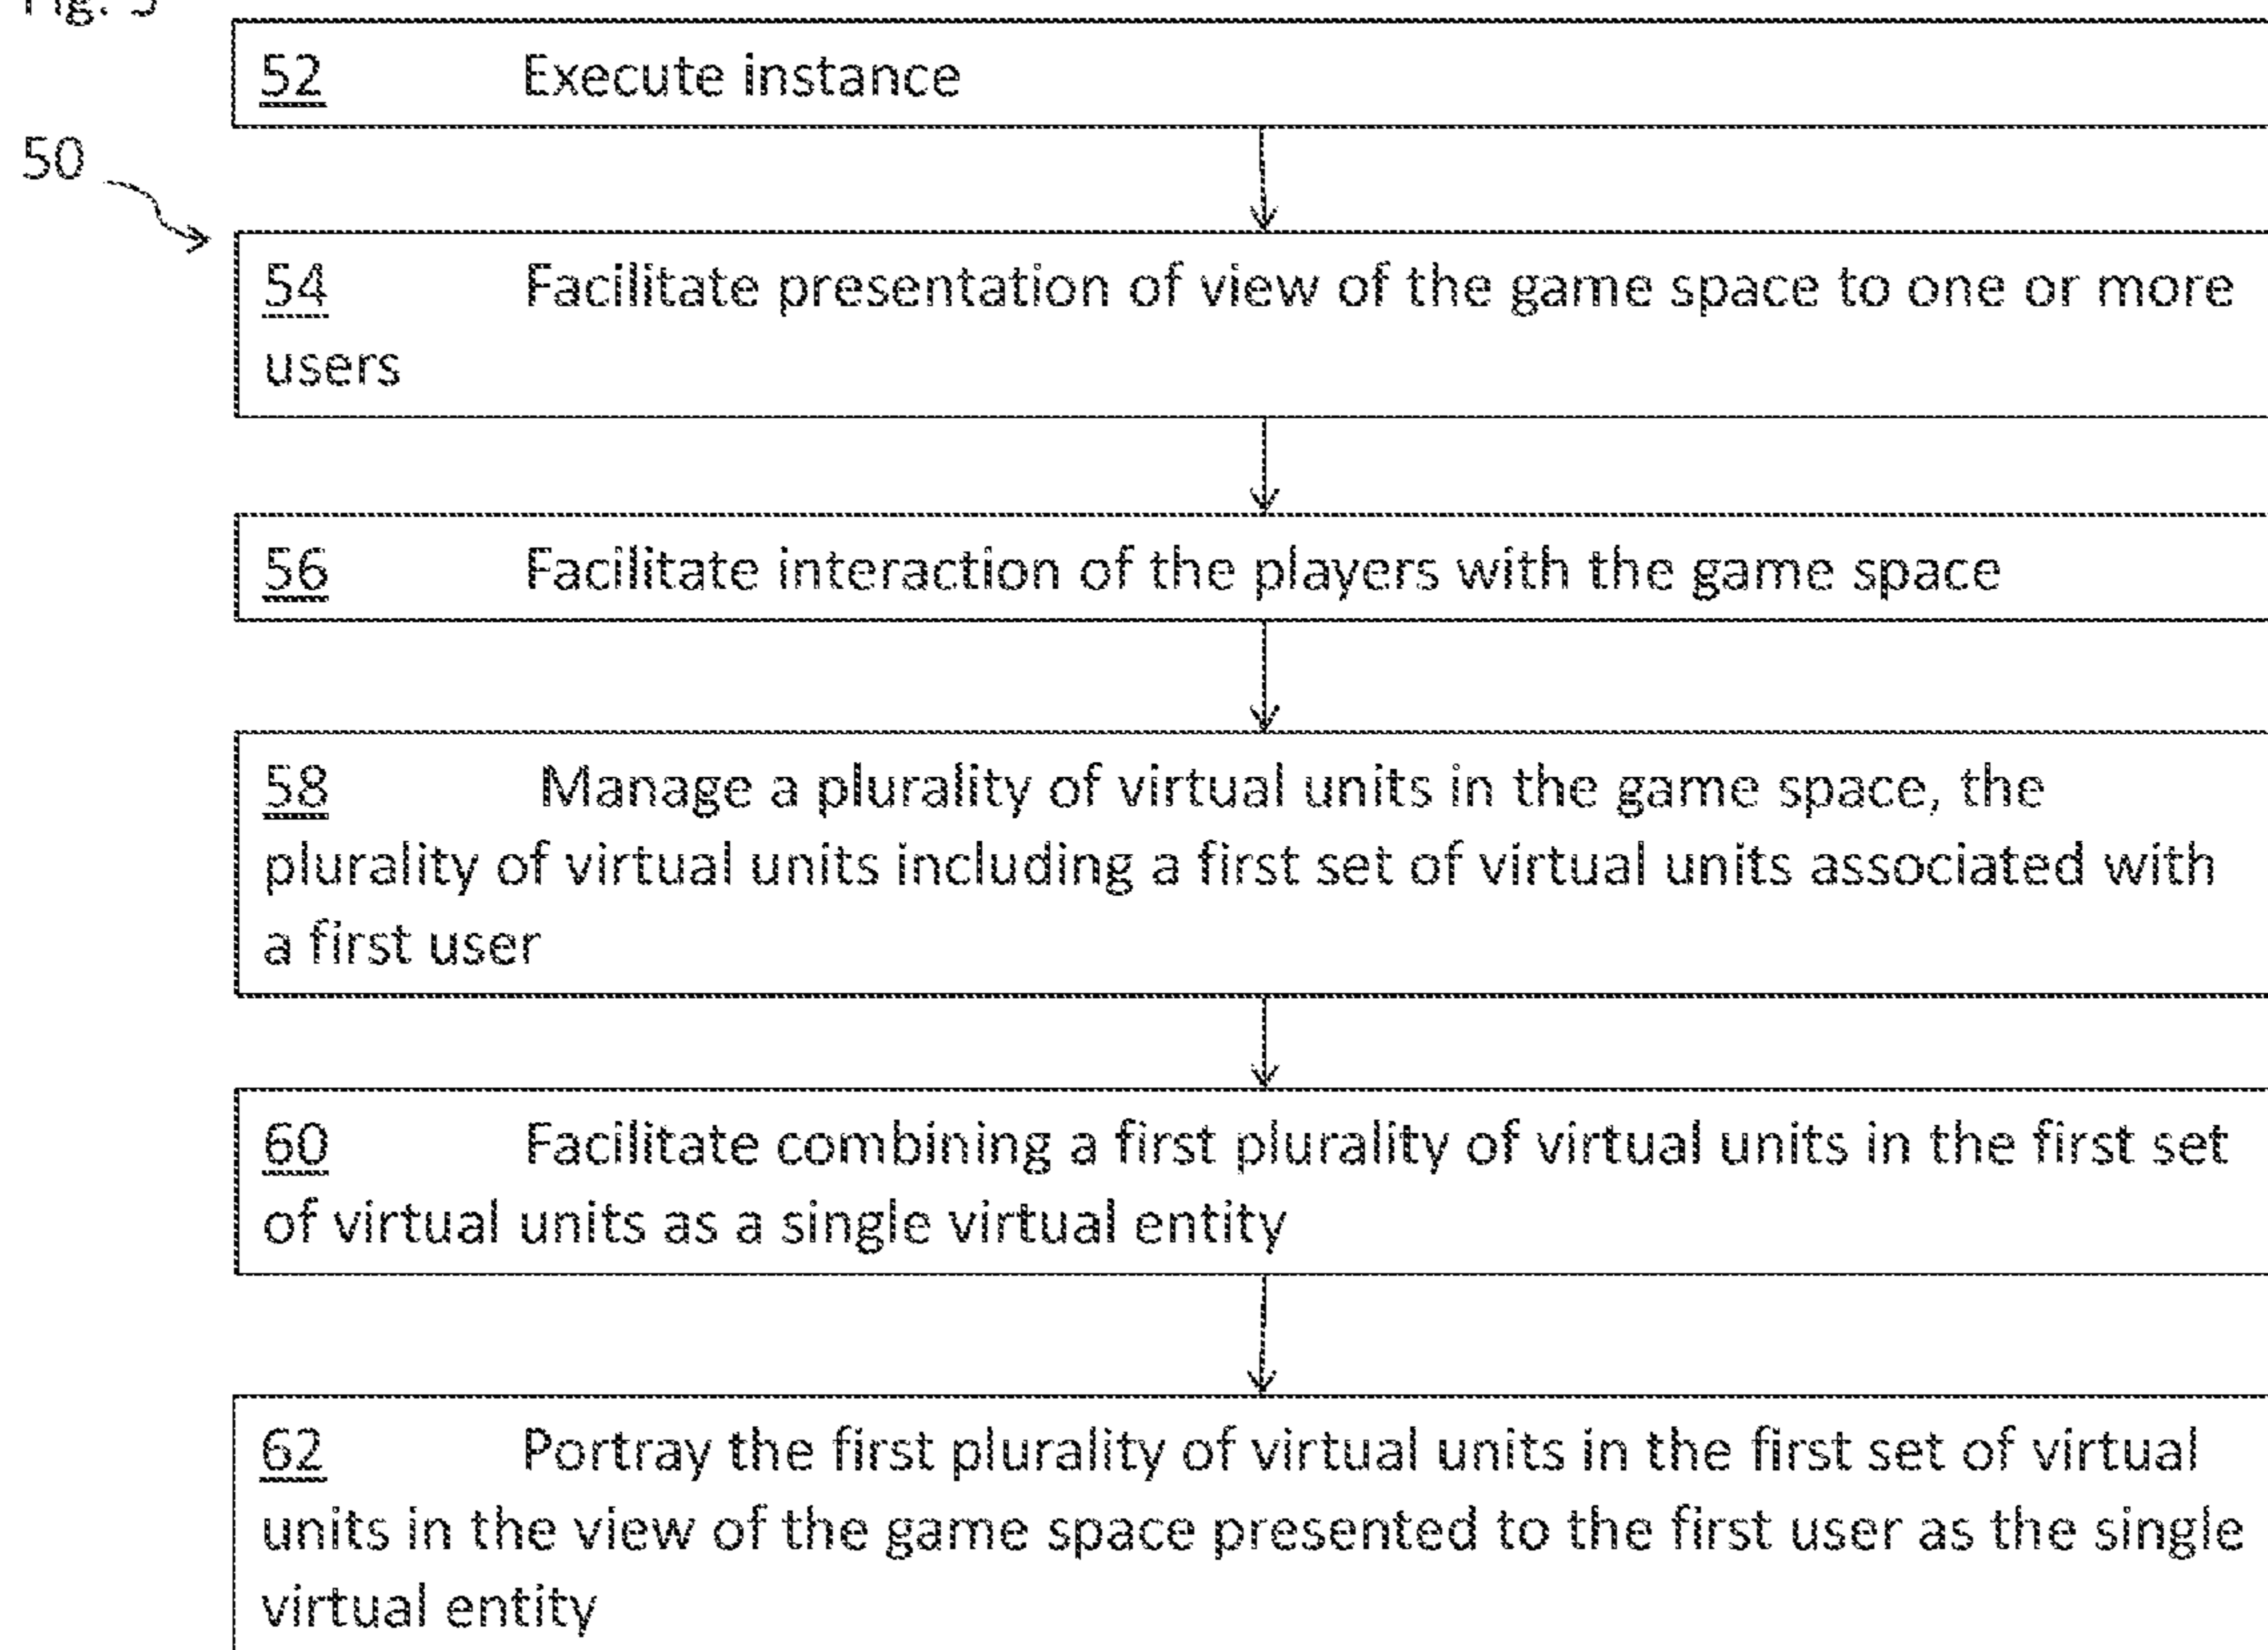 52 Execute instance
50
54 Facilitate presentation of view of the game space to one or more
users
56 Facilitate interaction of the players with the game space
58 Manage a plurality of virtual units in the game space, the
plurality of virtual units including a first set of virtual units associated with
a first user
60 Facilitate combining a first plurality of virtual units in the first set
of virtual units as a single virtual entity
62 Portray the first plurality of virtual units in the first set of virtual
units in the view of the game space presented to the first user as the single
virtual entity